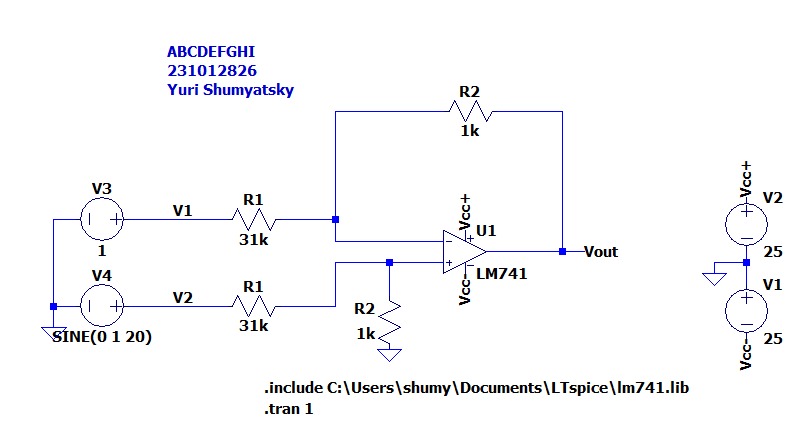 ABCDEFGHI
231012826
Yuri Shumyatsky
R2
1k
V3
V1
R1
31k
1
V4
V2
R1
31k
SINE(0 1 20)
Vcc+
U1
LM741
Vcc-
Vout
R2
1k
Vcc+
V2
25
V1
25
Vcc-
.include C:\Users\shumy\Documents\LTspice\lm741.lib
.tran 1